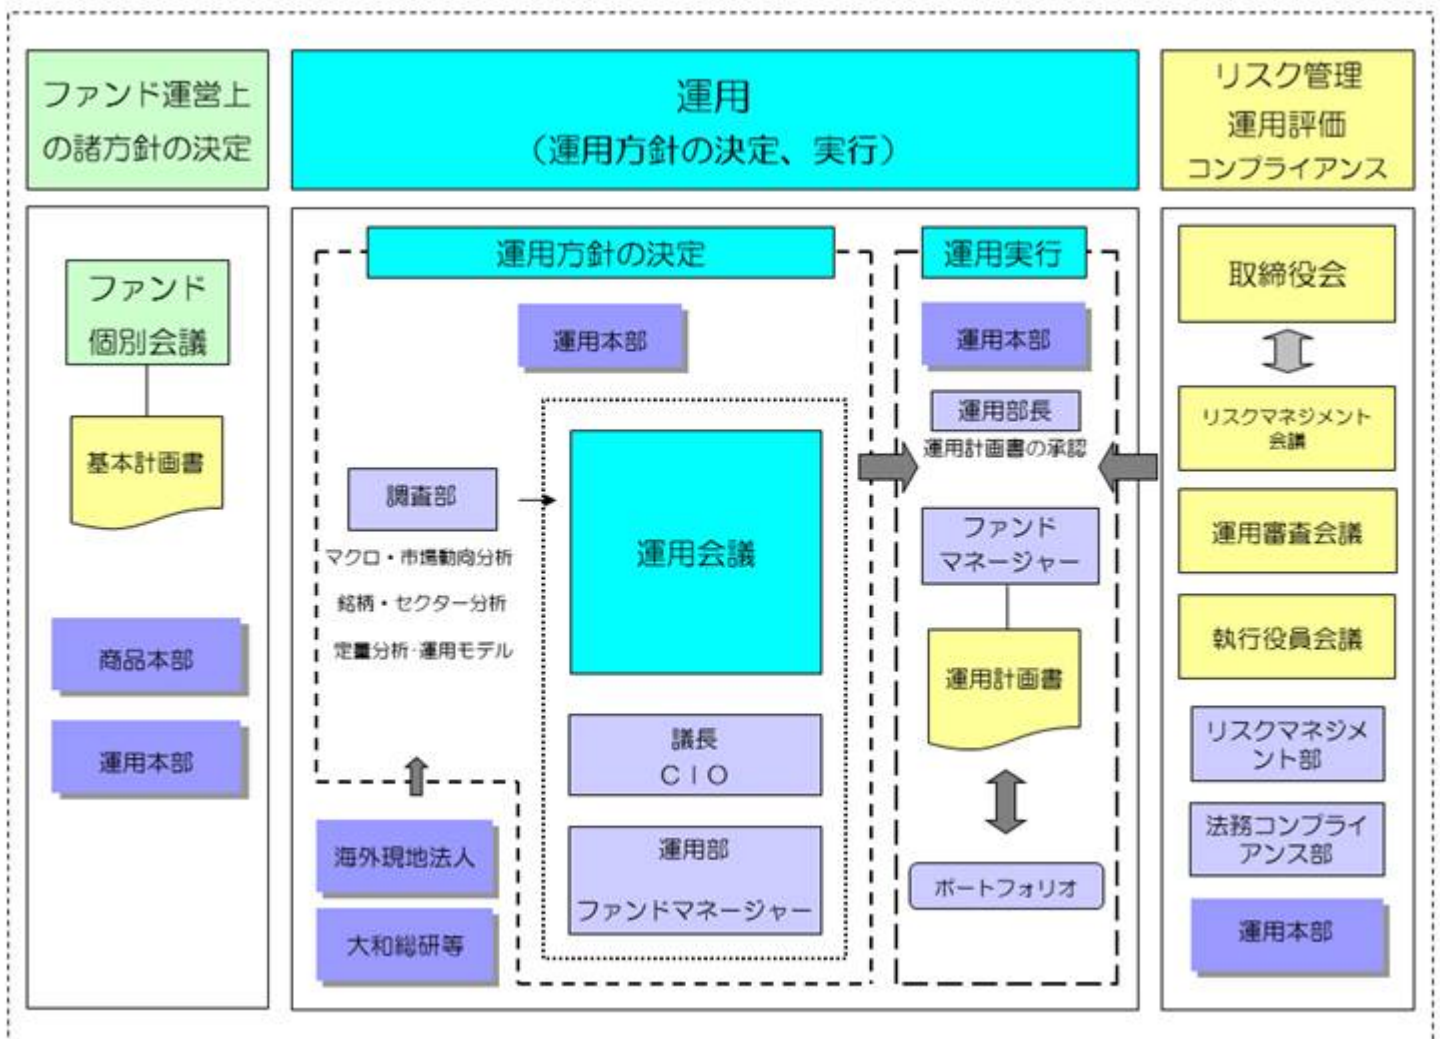 ファンド運営上
の諸方針の決定
運用
（運用方針の決定、実行）
リスク管理
運用評価
コンプライアンス
ファンド
個別会議
基本計画書
商品本部
運用本部
運用方針の決定
運用本部
調査部
マクロ・市場動向分析
銘柄・セクター分析
定量分析・運用モデル
運用会議
議長
ＣＩＯ
運用部
ファンドマネージャー
海外現地法人
大和総研等
運用実行
運用本部
運用部長
運用計画書の承認
ファンド
マネージャー
運用計画書
ポートフォリオ
取締役会
リスクマネジメント
会議
運用審査会議
執行役員会議
リスクマネジメ
ント部
法務コンプライ
アンス部
運用本部